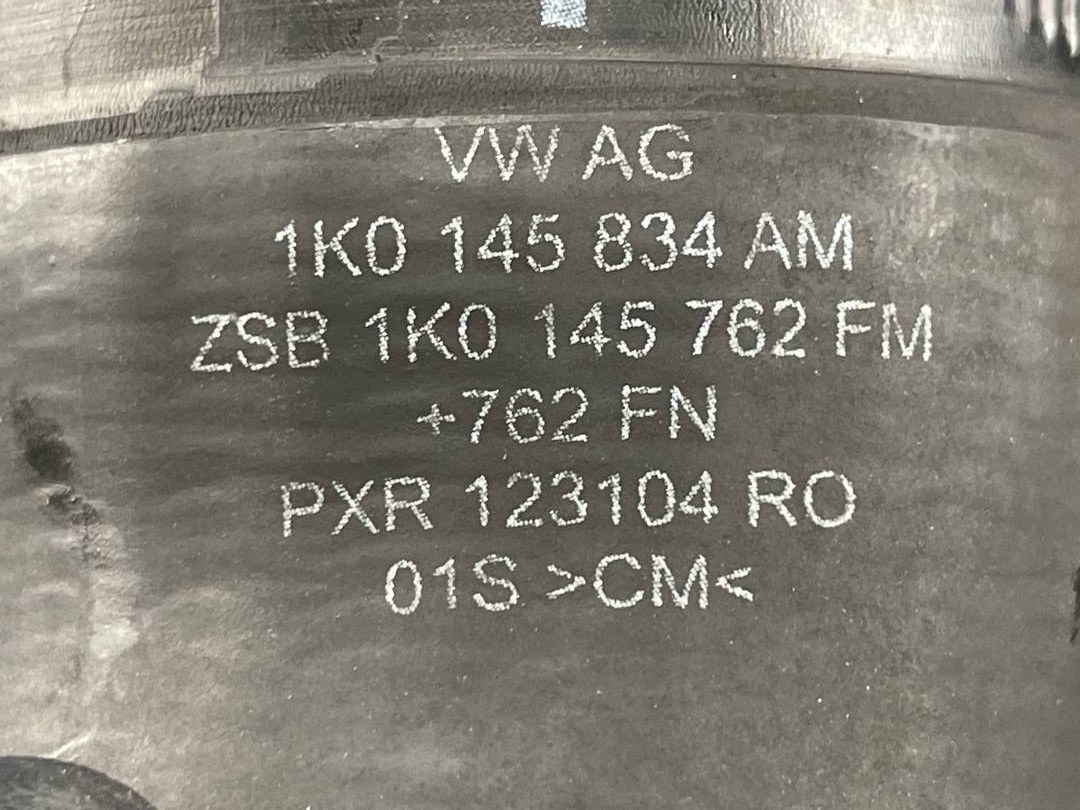 VW AG
1K0 145 834 AM
ZSB 1K0 145 762 FM
+762 FN
PXR 123104 RO
01S >CM<